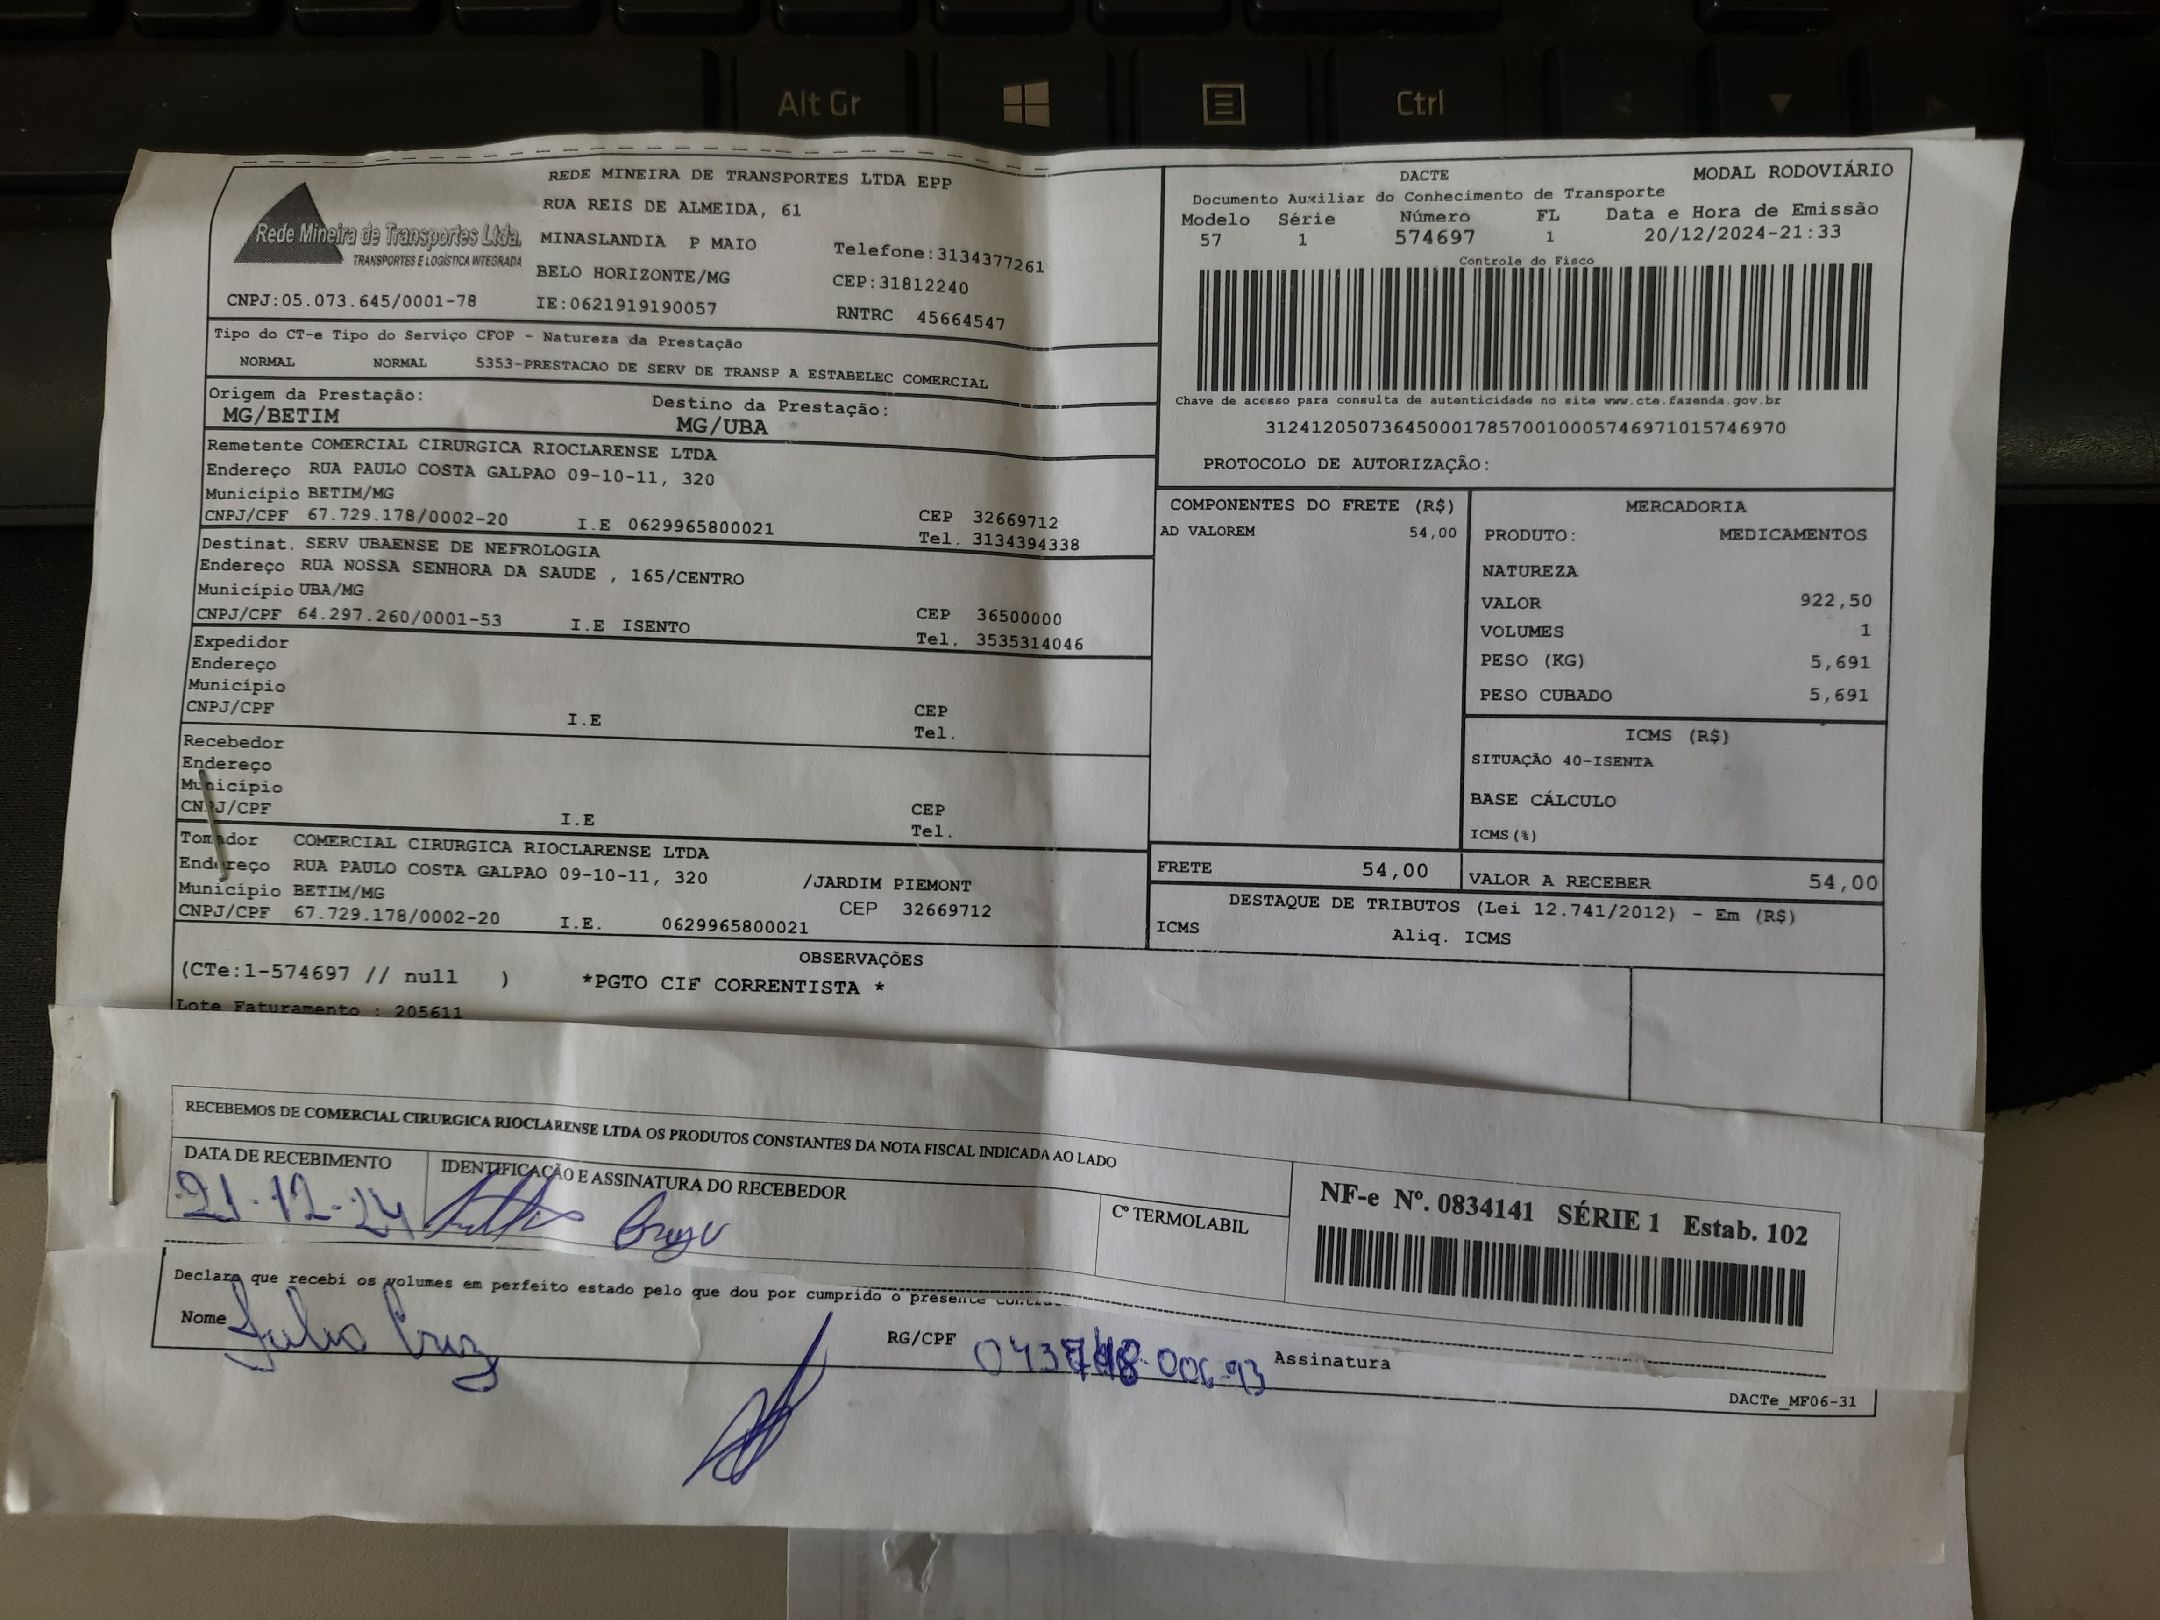 Alt Gr
Ctrl
REDE MINEIRA DE TRANSPORTES LTDA EPP
RUA REIS DE ALMEIDA, 61
MINASLANDIA P MAIO
Telefone:3134377261
BELO HORIZONTE/MG
CEP:31812240
IE:0621919190057
RNTRC 45664547
Rede Mineira de Transportes Ltda.
TRANSPORTES E LOGÍSTICA INTEGRADA
CNPJ:05.073.645/0001-78
DACTE
MODAL RODOVIÁRIO
Documento Auxiliar do Conhecimento de Transporte
Modelo Série Número FL Data e Hora de Emissão
57 1 574697 1 20/12/2024-21:33
Controle do Fisco
Chave de acesso para consulta de autenticidade no site www.cte.fazenda.gov.br
31241205073645000178570010005746971015746970
PROTOCOLO DE AUTORIZAÇÃO:
Tipo do CT-e Tipo do Serviço CFOP - Natureza da Prestação
NORMAL NORMAL 5353-PRESTACAO DE SERV DE TRANSP A ESTABELEC COMERCIAL
Origem da Prestação: Destino da Prestação:
MG/BETIM MG/UBA
Remetente COMERCIAL CIRURGICA RIOCLARENSE LTDA
Endereço RUA PAULO COSTA GALPAO 09-10-11, 320
Município BETIM/MG
CEP 32669712
CNPJ/CPF 67.729.178/0002-20 I.E 0629965800021
Tel. 3134394338
Destinat. SERV UBAENSE DE NEFROLOGIA
Endereço RUA NOSSA SENHORA DA SAUDE , 165/CENTRO
Município UBA/MG
CEP 36500000
CNPJ/CPF 64.297.260/0001-53 I.E ISENTO
Tel. 3535314046
Expedidor
Endereço
Município
CEP
CNPJ/CPF I.E
Tel.
Recebedor
Endereço
Município
CEP
CNPJ/CPF I.E
Tel.
Tomador COMERCIAL CIRURGICA RIOCLARENSE LTDA
Endereço RUA PAULO COSTA GALPAO 09-10-11, 320 /JARDIM PIEMONT
Município BETIM/MG
CEP 32669712
CNPJ/CPF 67.729.178/0002-20 I.E. 0629965800021
COMPONENTES DO FRETE (R$)
AD VALOREM 54,00
MERCADORIA
PRODUTO: MEDICAMENTOS
NATUREZA
VALOR 922,50
VOLUMES 1
PESO (KG) 5,691
PESO CUBADO 5,691
ICMS (R$)
SITUAÇÃO 40-ISENTA
BASE CÁLCULO
ICMS(%)
FRETE 54,00
VALOR A RECEBER 54,00
DESTAQUE DE TRIBUTOS (Lei 12.741/2012) - Em (R$)
ICMS Aliq. ICMS
OBSERVAÇÕES
(CTe:1-574697 // null ) *PGTO CIF CORRENTISTA *
Lote Faturamento : 205611
RECEBEMOS DE COMERCIAL CIRURGICA RIOCLARENSE LTDA OS PRODUTOS CONSTANTES DA NOTA FISCAL INDICADA AO LADO
DATA DE RECEBIMENTO
IDENTIFICAÇÃO E ASSINATURA DO RECEBEDOR
21-12-24
Cº TERMOLABIL
NF-e Nº. 0834141 SÉRIE 1 Estab. 102
Declaro que recebi os volumes em perfeito estado pelo que dou por cumprido o presente
Nome
RG/CPF
Assinatura
DACTe_MF06-31